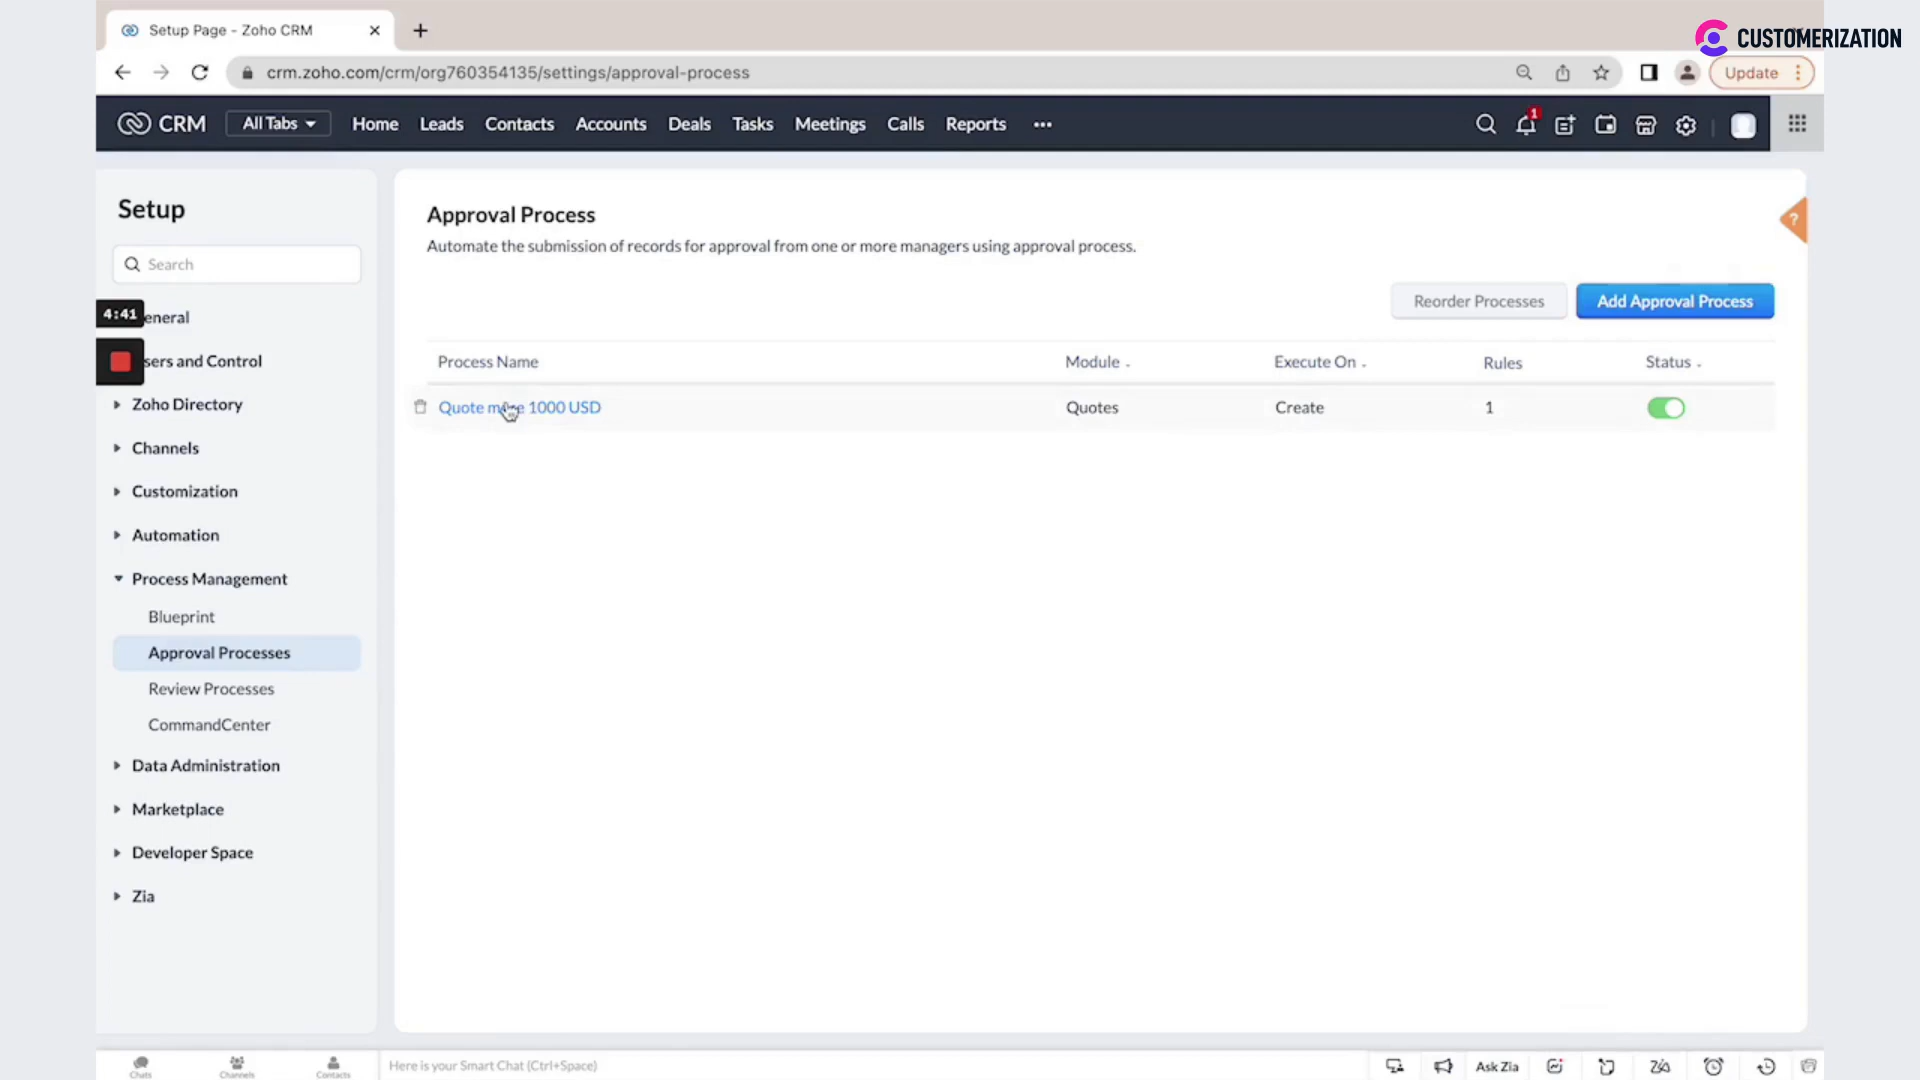 Setup Page - Zoho CRM
CUSTOMERIZATION
crm.zoho.com/crm/org760354135/settings/approval-process
Update
CRM
All Tabs
Home
Leads
Contacts
Accounts
Deals
Tasks
Meetings
Calls
Reports
1
Setup
Search
4:41
eneral
sers and Control
Zoho Directory
Channels
Customization
Automation
Process Management
Blueprint
Approval Processes
Review Processes
CommandCenter
Data Administration
Marketplace
Developer Space
Zia
Approval Process
?
Automate the submission of records for approval from one or more managers using approval process.
Reorder Processes
Add Approval Process
Process Name
Module
Execute On
Rules
Status
Quote more 1000 USD
Quotes
Create
1
Chats
Channels
Contacts
Here is your Smart Chat (Ctrl+Space)
Ask Zia